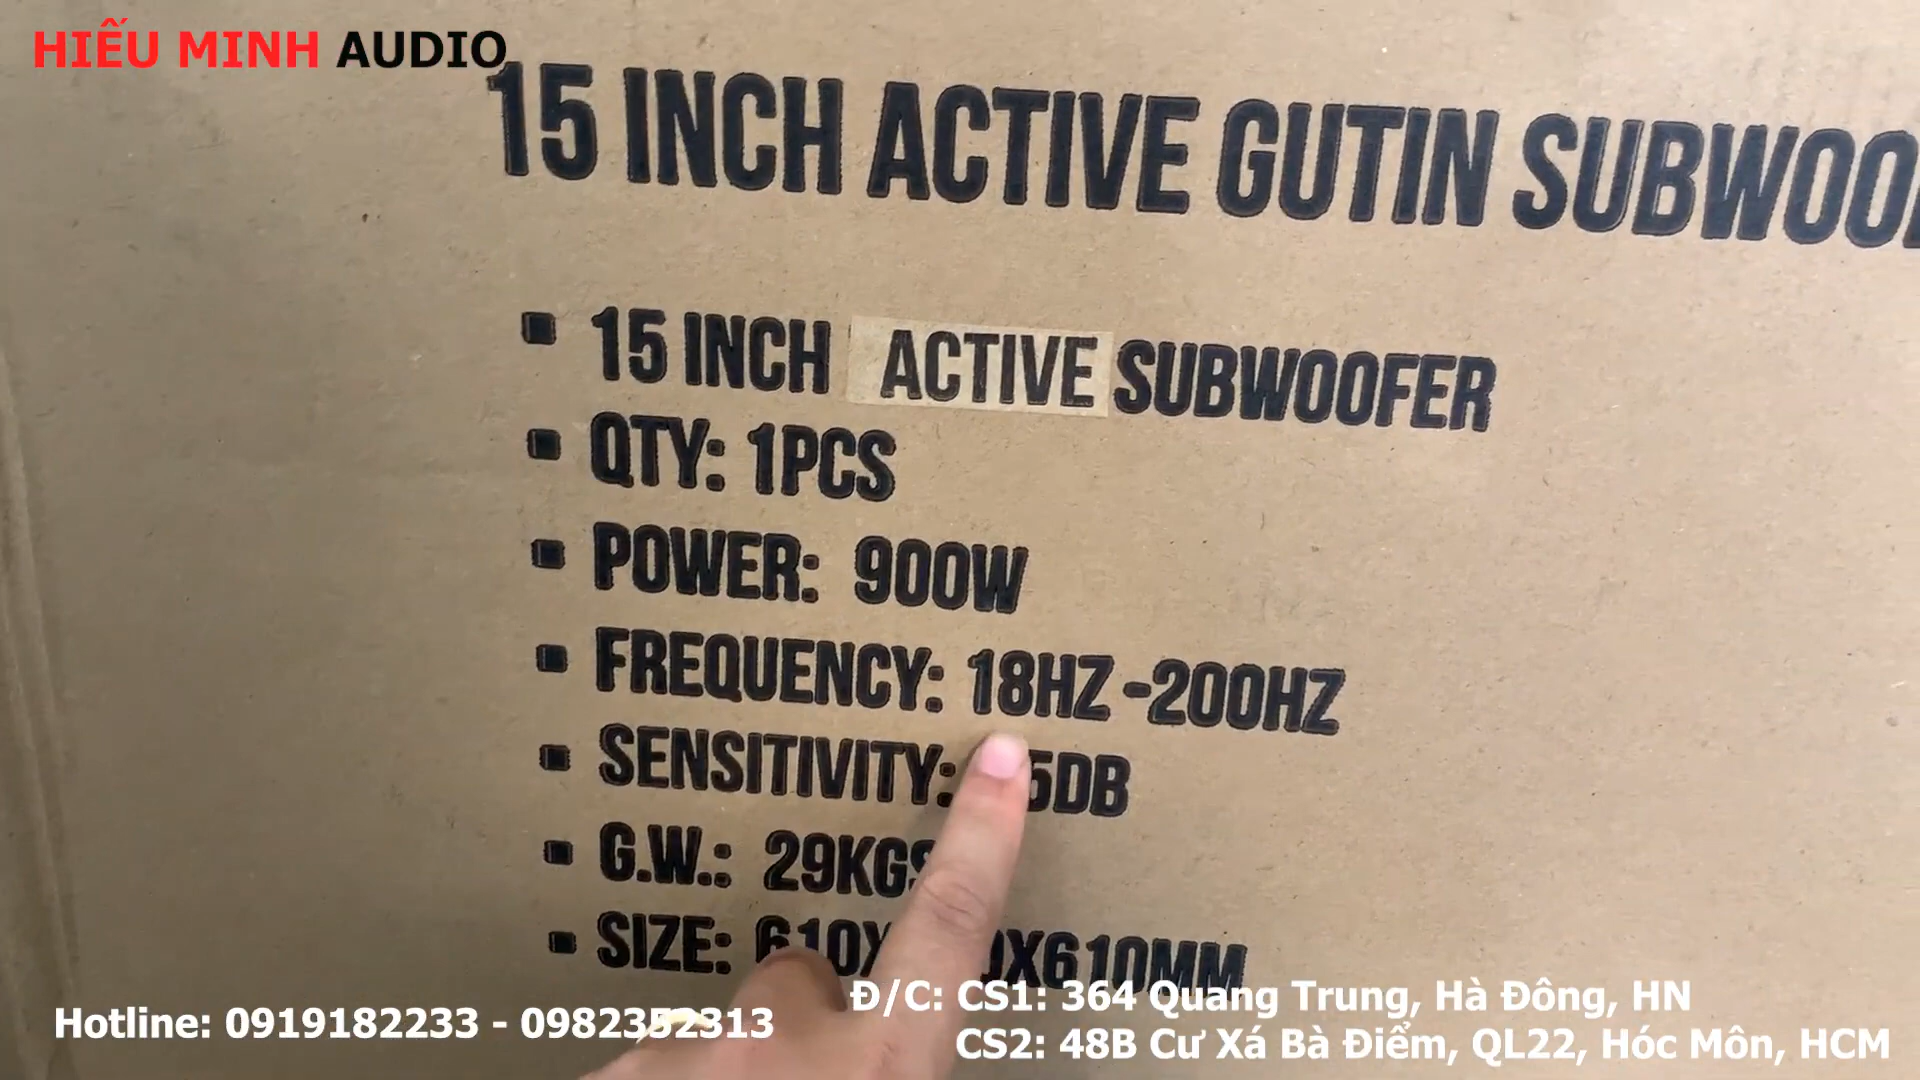 HIẾU MINH AUDIO
15 INCH ACTIVE GUTIN
15 INCH ACTIVE SUBWOOFER
QTY: 1PCS
POWER: 900W
FREQUENCY: 18HZ -200HZ
SENSITIVITY:
G.W.: 29KGS
SIZE:
Hotline: 0919182233 - 0982352313
Đ/C: CS1: 364 Quang Trung, Hà Đông, HN
CS2: 48B Cư Xá Bà Điểm, QL22, Hóc Môn, HCM